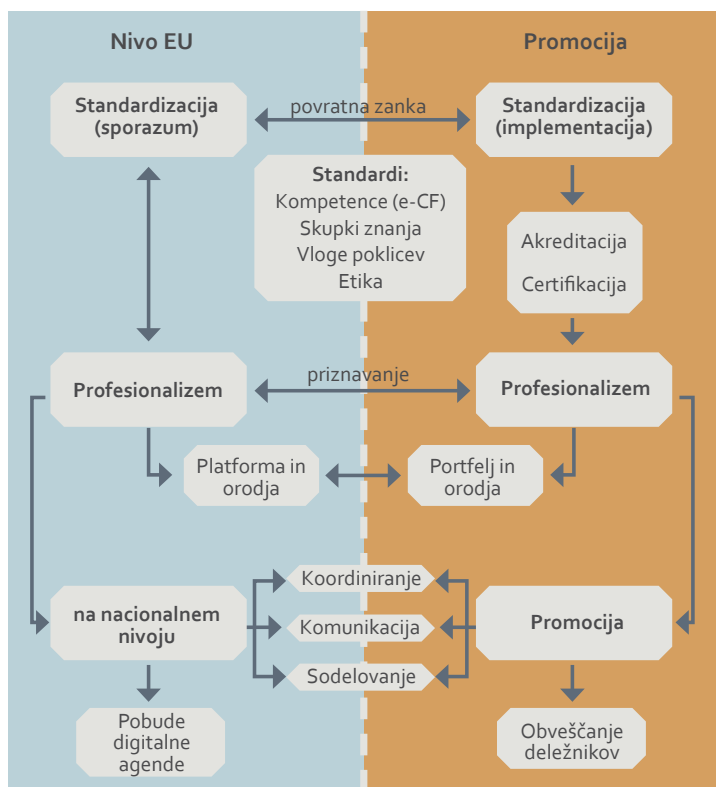 Nivo EU
Promocija
Standardizacija
(sporazum)
povratna zanka
Standardizacija
(implementacija)
Standardi:
Kompetence (e-CF)
Skupki znanja
Vloge poklicev
Etika
Akreditacija
Certifikacija
Profesionalizem
priznavanje
Profesionalizem
Platforma in
orodja
Portfelj in
orodja
na nacionalnem
nivoju
Koordiniranje
Komunikacija
Sodelovanje
Promocija
Pobude
digitalne
agende
Obveščanje
deležnikov